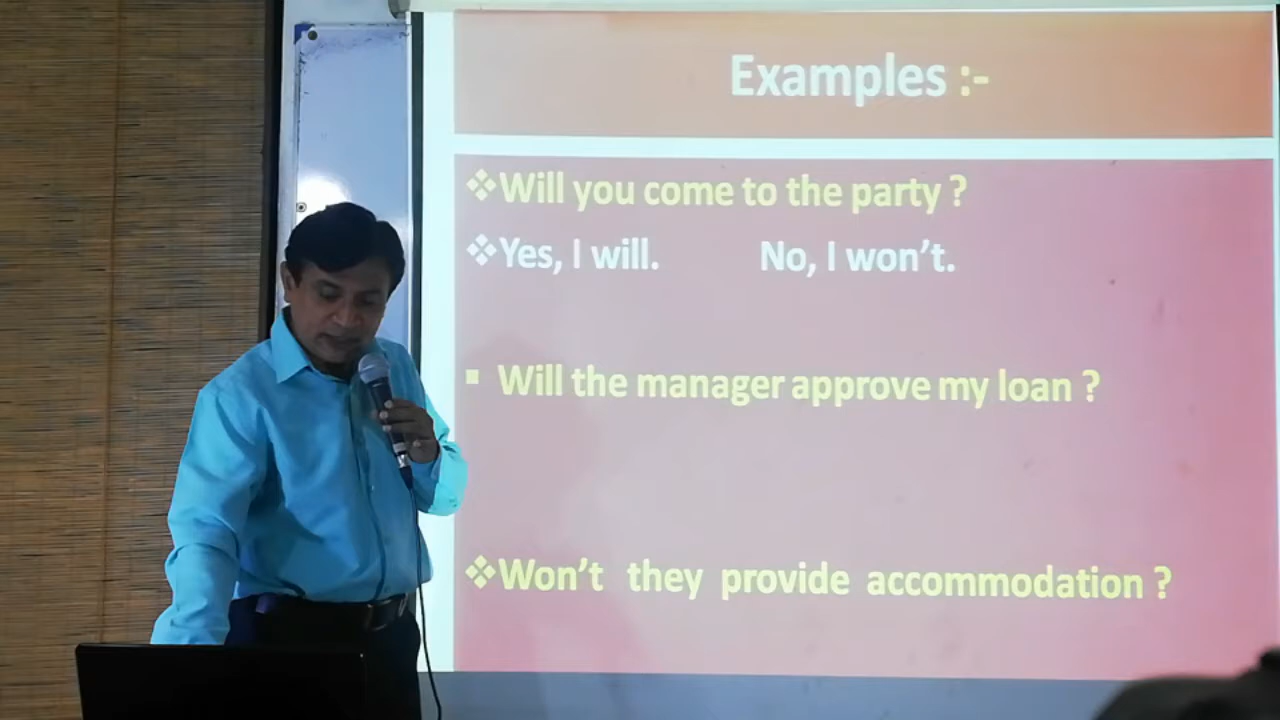 Examples :-
❖Will you come to the party ?
❖Yes, I will. No, I won't.
▪ Will the manager approve my loan ?
❖Won't they provide accommodation ?